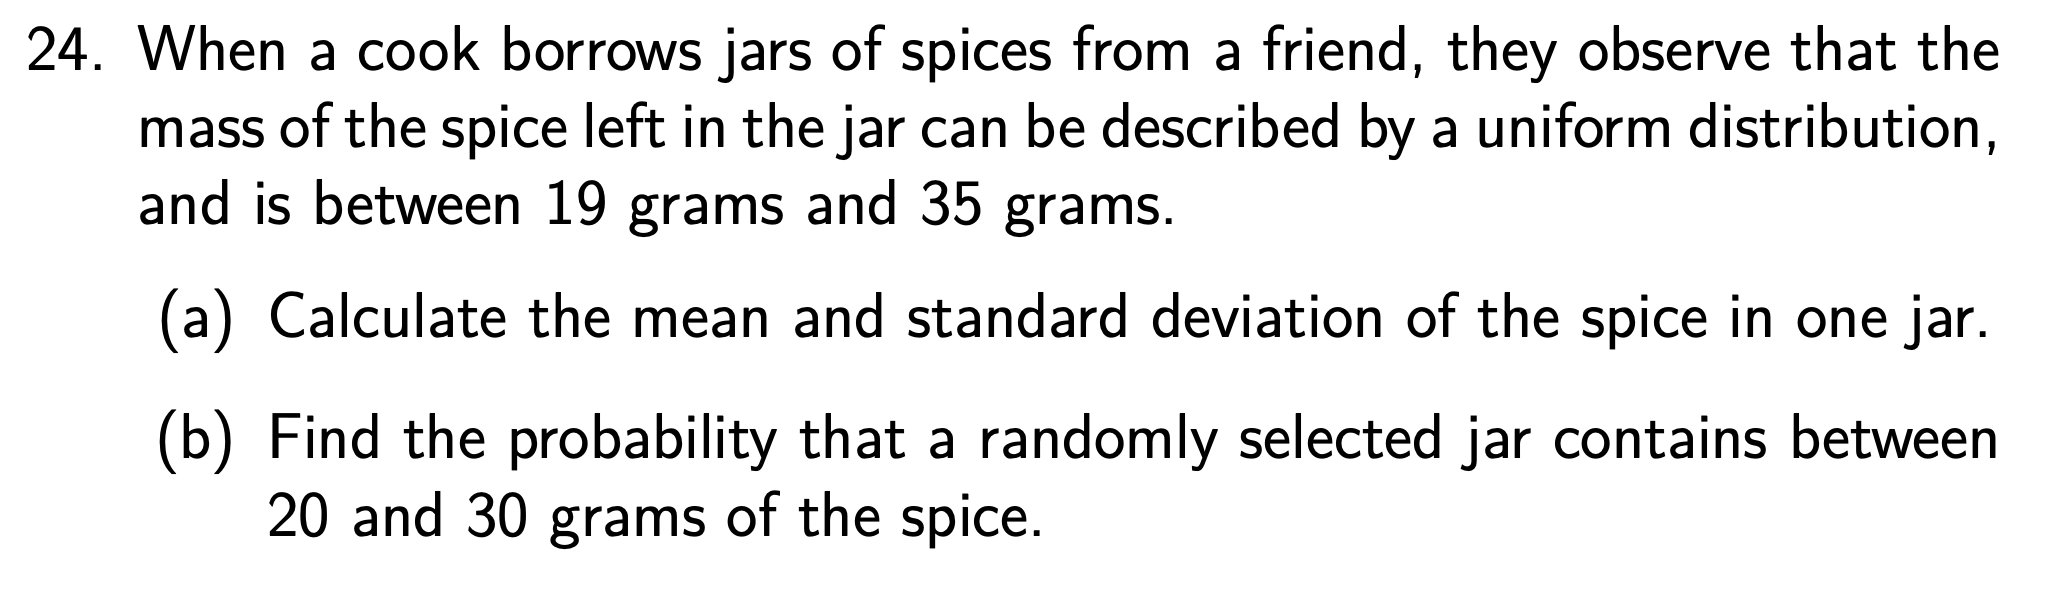 24. When a cook borrows jars of spices from a friend, they observe that the
mass of the spice left in the jar can be described by a uniform distribution,
and is between 19 grams and 35 grams.
(a) Calculate the mean and standard deviation of the spice in one jar.
(b) Find the probability that a randomly selected jar contains between
20 and 30 grams of the spice.